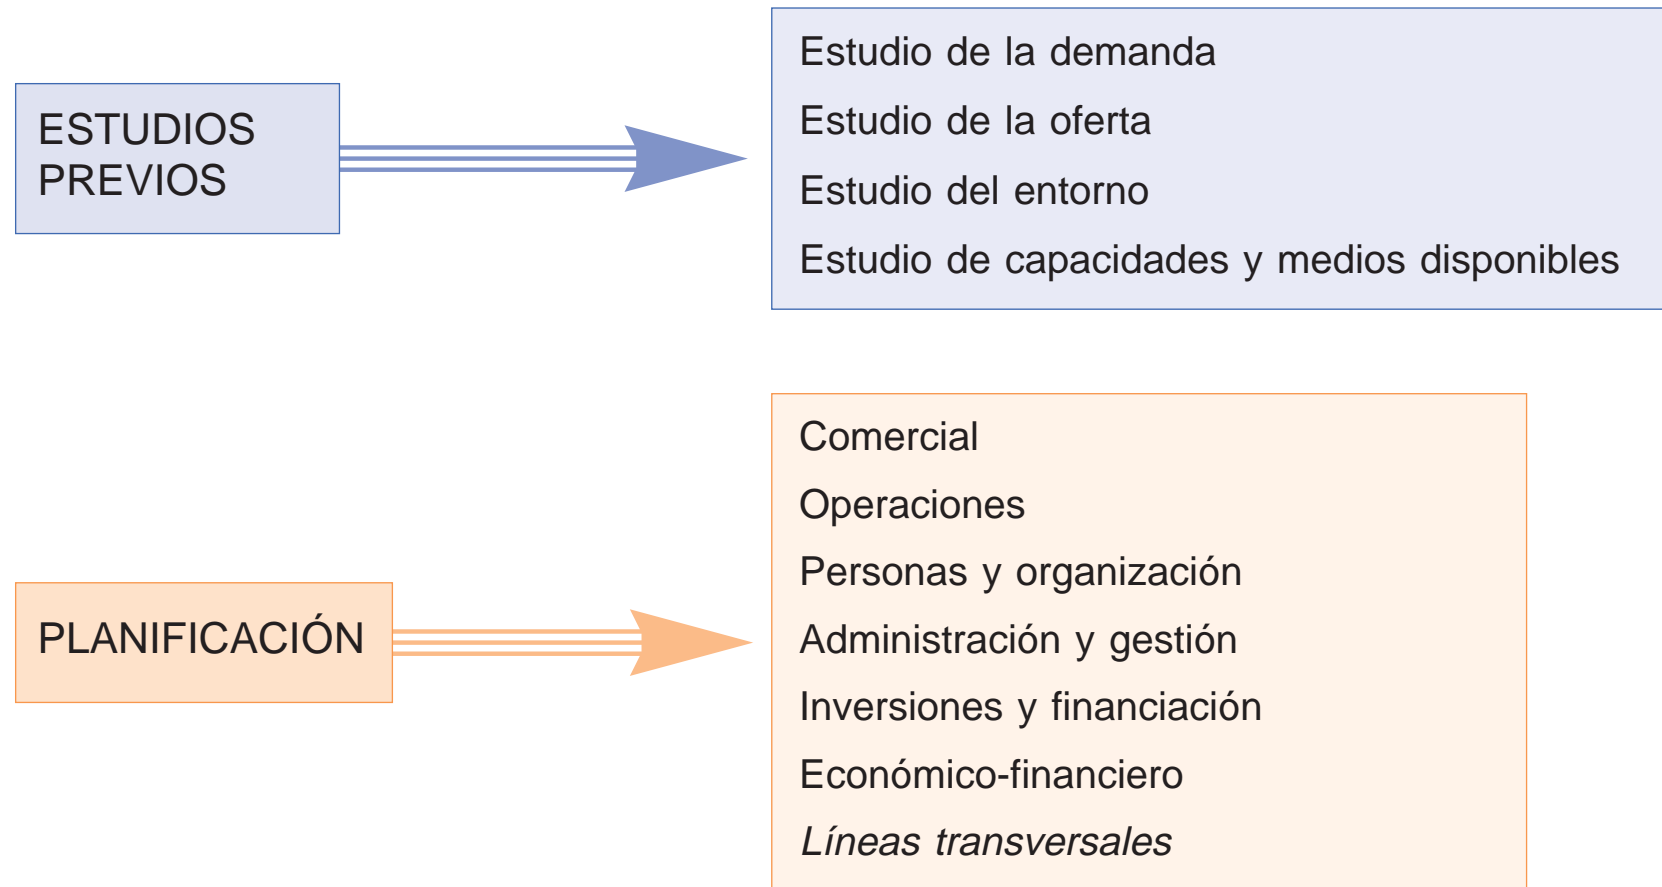 ESTUDIOS
PREVIOS
Estudio de la demanda
Estudio de la oferta
Estudio del entorno
Estudio de capacidades y medios disponibles
PLANIFICACIÓN
Comercial
Operaciones
Personas y organización
Administración y gestión
Inversiones y financiación
Económico-financiero
Líneas transversales